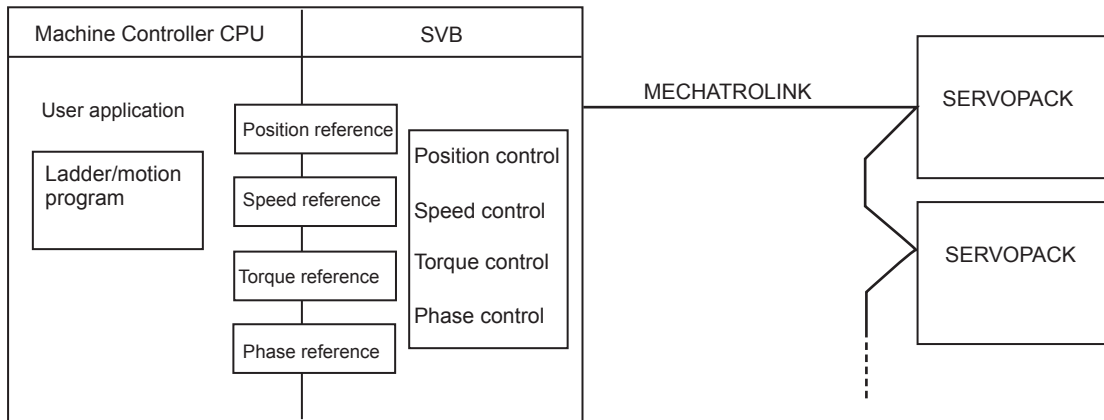 Machine Controller CPU
SVB
User application
Ladder/motion
program
Position reference
Speed reference
Torque reference
Phase reference
Position control
Speed control
Torque control
Phase control
MECHATROLINK
SERVOPACK
SERVOPACK